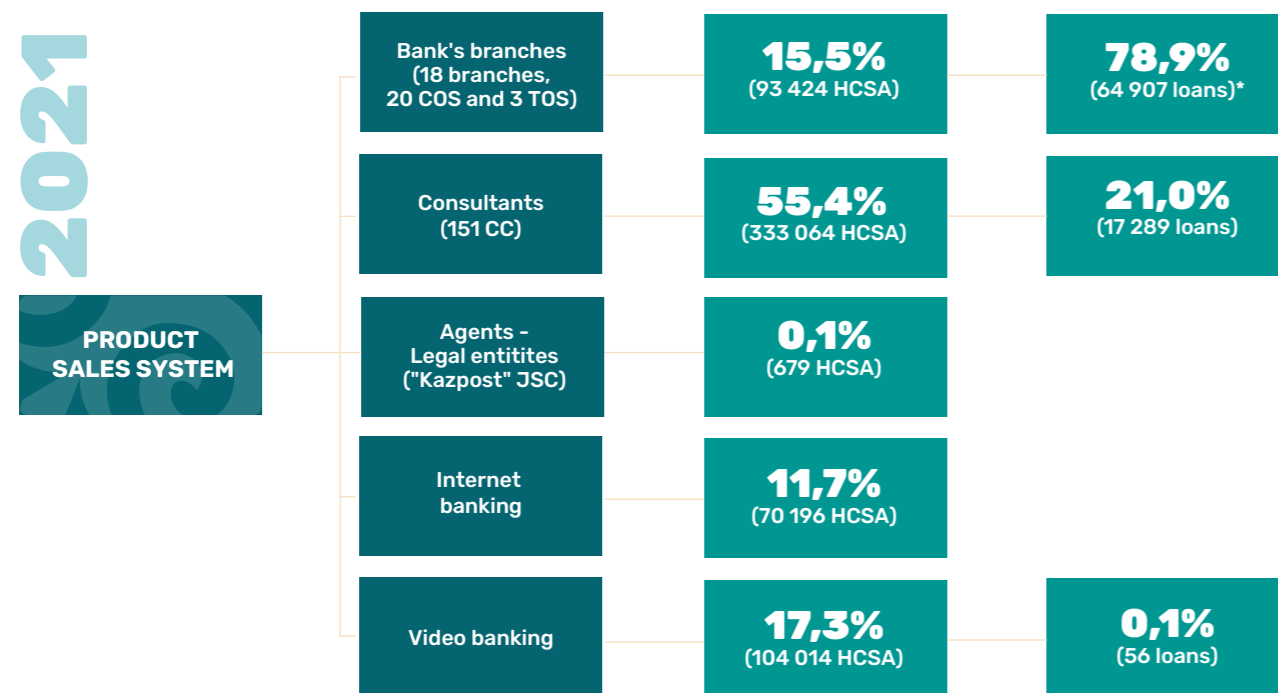 2021
PRODUCT
SALES SYSTEM
Bank's branches
(18 branches,
20 COS and 3 TOS)
15,5%
(93 424 HCSA)
78,9%
(64 907 loans)*
Consultants
(151 CC)
55,4%
(333 064 HCSA)
21,0%
(17 289 loans)
Agents -
Legal entitites
("Kazpost" JSC)
0,1%
(679 HCSA)
Internet
banking
11,7%
(70 196 HCSA)
Video banking
17,3%
(104 014 HCSA)
0,1%
(56 loans)